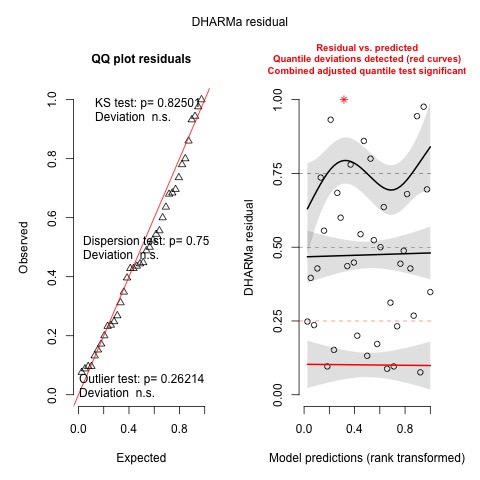 DHARMa residual
QQ plot residuals
KS test: p= 0.82501
Deviation n.s.
Dispersion test: p= 0.75
Deviation n.s.
Outlier test: p= 0.26214
Deviation n.s.
Observed
0.0 0.2 0.4 0.6 0.8 1.0
0.0 0.4 0.8
Expected
Residual vs. predicted
Quantile deviations detected (red curves)
Combined adjusted quantile test significant
DHARMa residual
0.00 0.25 0.50 0.75 1.00
0.0 0.4 0.8
Model predictions (rank transformed)